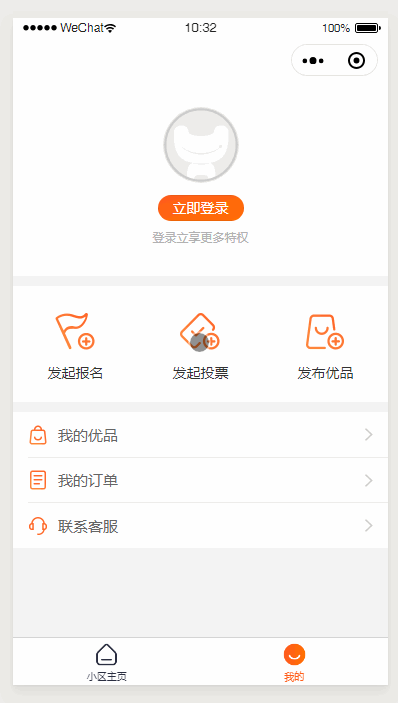 WeChat 10:32 100%
立即登录
登录立享更多特权
发起报名 发起投票 发布优品
我的优品
我的订单
联系客服
小区主页 我的